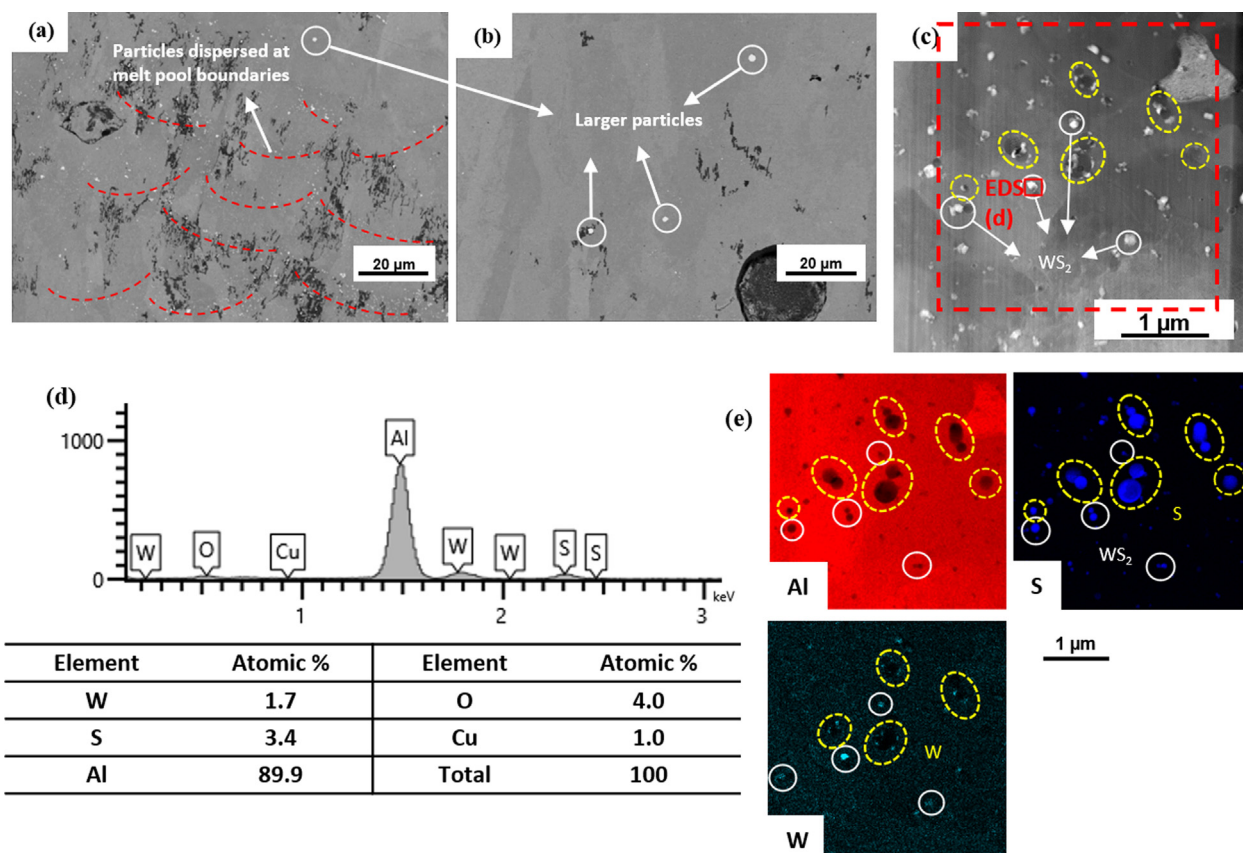 (a)
Particles dispersed at
melt pool boundaries
20 μm
(b)
Larger particles
20 μm
(c)
EDS
(d)
WS2
1 μm
(d)
1000
0
W
O
Cu
Al
W
W
S
S
1
2
3
keV
Element Atomic % Element Atomic %
W 1.7 O 4.0
S 3.4 Cu 1.0
Al 89.9 Total 100
(e)
Al
S
WS2
S
1 μm
W
W